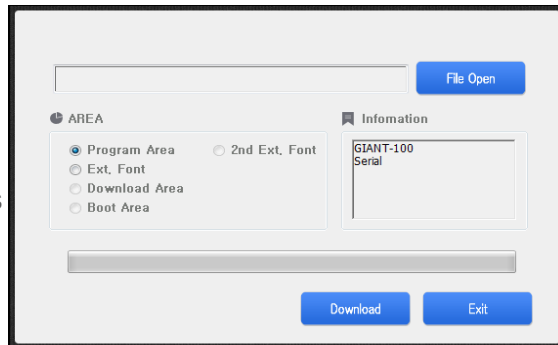 File Open
AREA
Infomation
Program Area
2nd Ext. Font
Ext. Font
Download Area
Boot Area
GIANT-100
Serial
Download
Exit